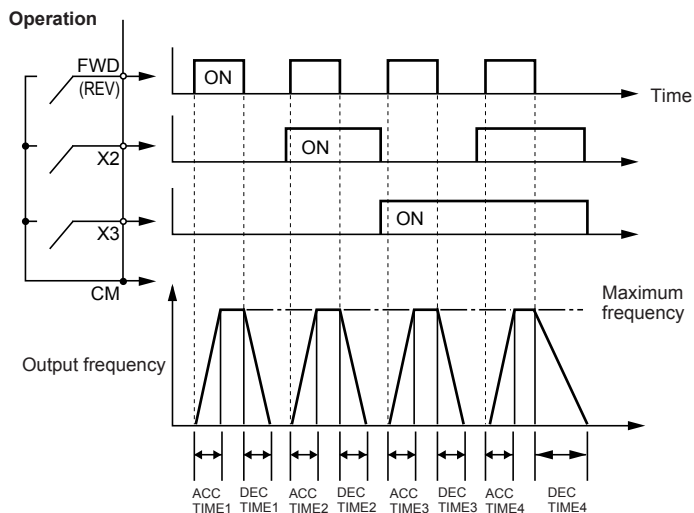 Operation
FWD
(REV)
ON
Time
X2
ON
X3
ON
CM
Maximum
frequency
Output frequency
ACC
TIME1
DEC
TIME1
ACC
TIME2
DEC
TIME2
ACC
TIME3
DEC
TIME3
ACC
TIME4
DEC
TIME4